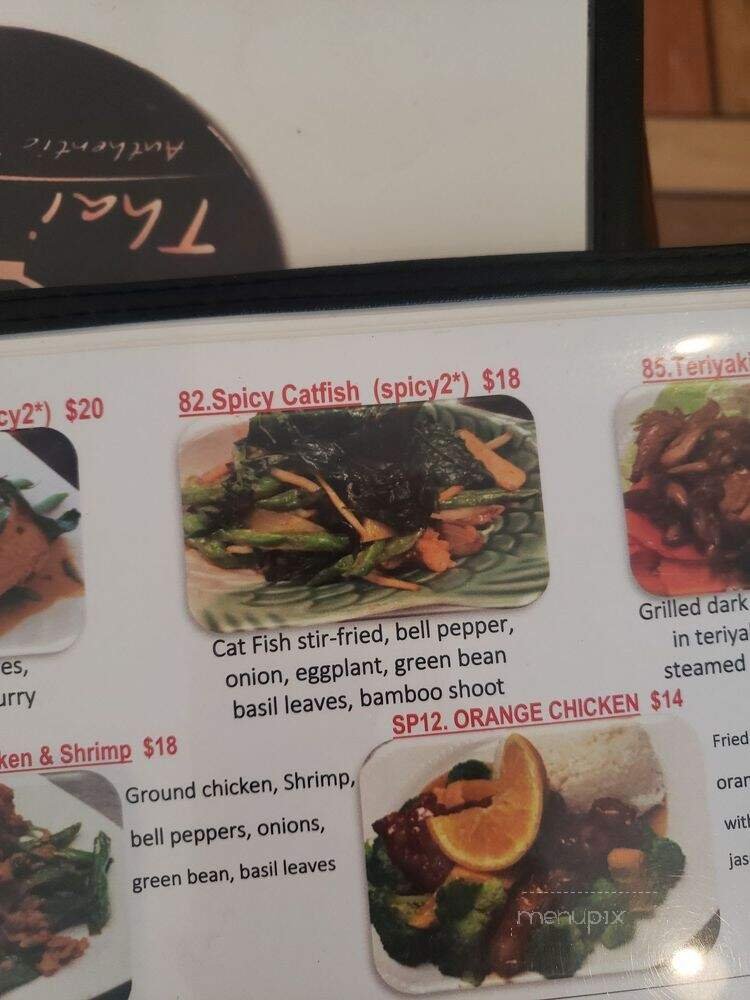 Authentic
Thai
cy2*) $20
82.Spicy Catfish (spicy2*) $18
85.Teriyaki
Cat Fish stir-fried, bell pepper,
onion, eggplant, green bean
basil leaves, bamboo shoot
Grilled dark
in teriya
steamed
es,
urry
ken & Shrimp $18
Ground chicken, Shrimp,
bell peppers, onions,
green bean, basil leaves
SP12. ORANGE CHICKEN $14
Fried
oran
with
jas
menupix